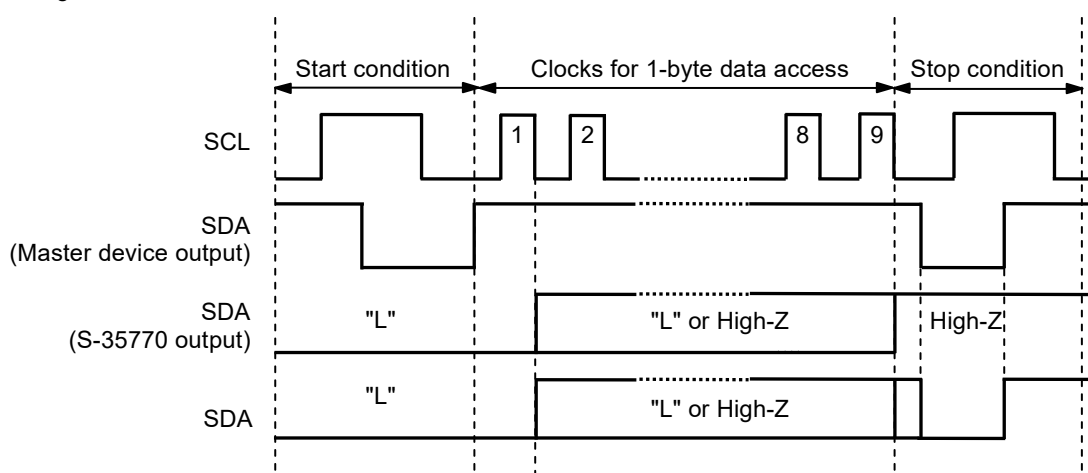 Start condition
Clocks for 1-byte data access
Stop condition
SCL
1
2
8
9
SDA
(Master device output)
SDA
(S-35770 output)
"L"
"L" or High-Z
High-Z
SDA
"L"
"L" or High-Z